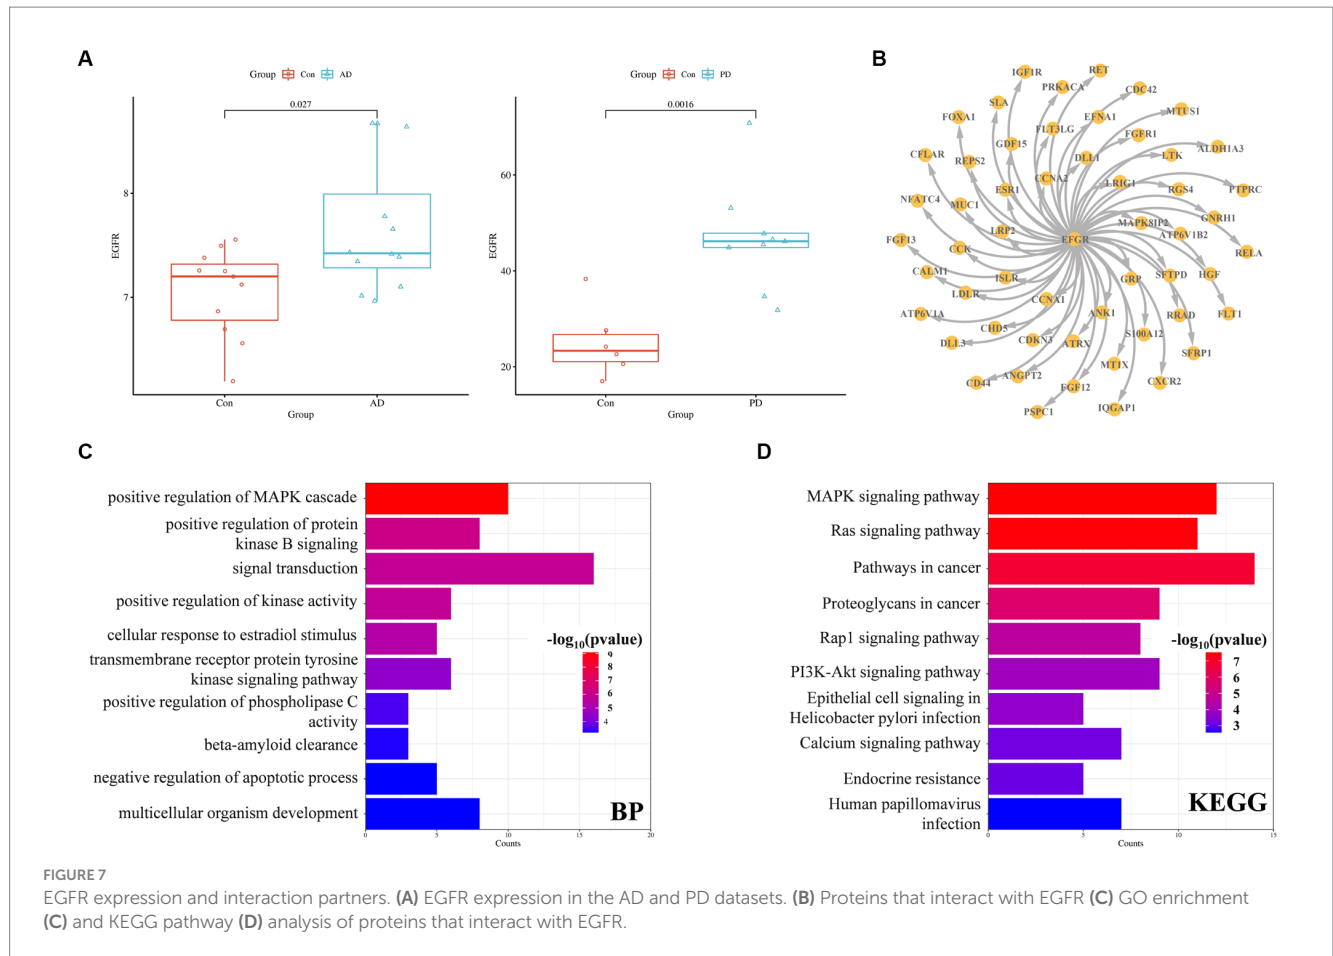 A
Group Con AD
0.027
8
7
EGFR
Con AD
Group
Group Con PD
0.0016
60
40
20
EGFR
Con PD
Group
B
IGF1R
RET
PRKACA
CDC42
SLA
MTUS1
FOXA1
FLT3LG
EFNA1
FGFR1
GDF15
ALDH1A3
CFLAR
REPS2
DLL1
LTK
CCNA2
LRIG1
RGS4
PTPRC
ESR1
NFATC4
MUC1
GNRH1
MAPK8IP2
LRP2
ATP6V1B2
FGF13
EFGR
CCK
RELA
CALM1
ISLR
GRP
SFTPD
HGF
LDLR
CCNA1
ATP6V1A
ANK1
RRAD
FLT1
CHD5
S100A12
DLL3
CDKN3
ATRX
SFRP1
MT1X
CD44
ANGPT2
FGF12
CXCR2
PSPC1
IQGAP1
C
positive regulation of MAPK cascade
positive regulation of protein
kinase B signaling
signal transduction
positive regulation of kinase activity
cellular response to estradiol stimulus
transmembrane receptor protein tyrosine
kinase signaling pathway
positive regulation of phospholipase C
activity
beta-amyloid clearance
negative regulation of apoptotic process
multicellular organism development
-log10(pvalue)
9
8
7
6
5
4
BP
0 5 10 15 20
Counts
D
MAPK signaling pathway
Ras signaling pathway
Pathways in cancer
Proteoglycans in cancer
Rap1 signaling pathway
PI3K-Akt signaling pathway
Epithelial cell signaling in
Helicobacter pylori infection
Calcium signaling pathway
Endocrine resistance
Human papillomavirus
infection
-log10(pvalue)
7
6
5
4
3
KEGG
0 5 10 15
Counts
FIGURE 7
EGFR expression and interaction partners. (A) EGFR expression in the AD and PD datasets. (B) Proteins that interact with EGFR (C) GO enrichment
(C) and KEGG pathway (D) analysis of proteins that interact with EGFR.